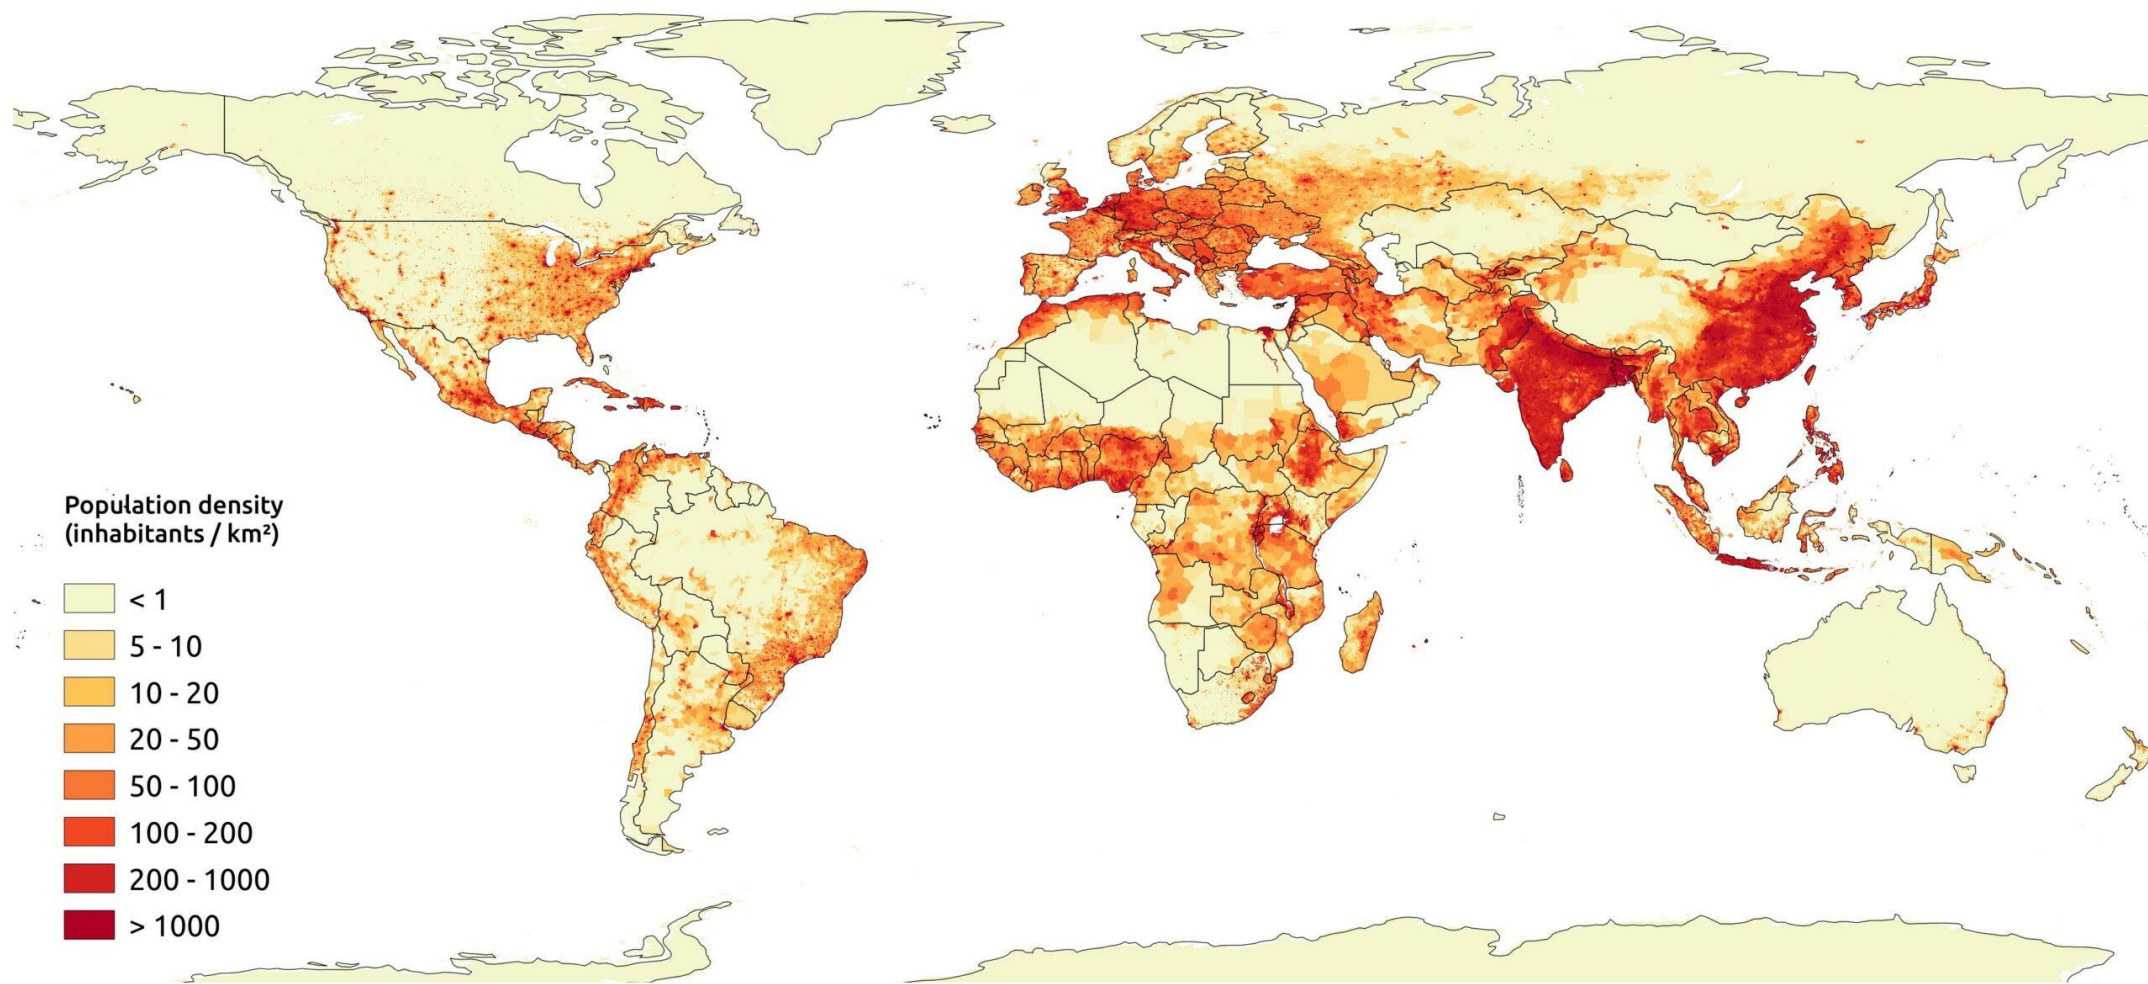 Population density
(inhabitants / km²)
< 1
5 - 10
10 - 20
20 - 50
50 - 100
100 - 200
200 - 1000
> 1000